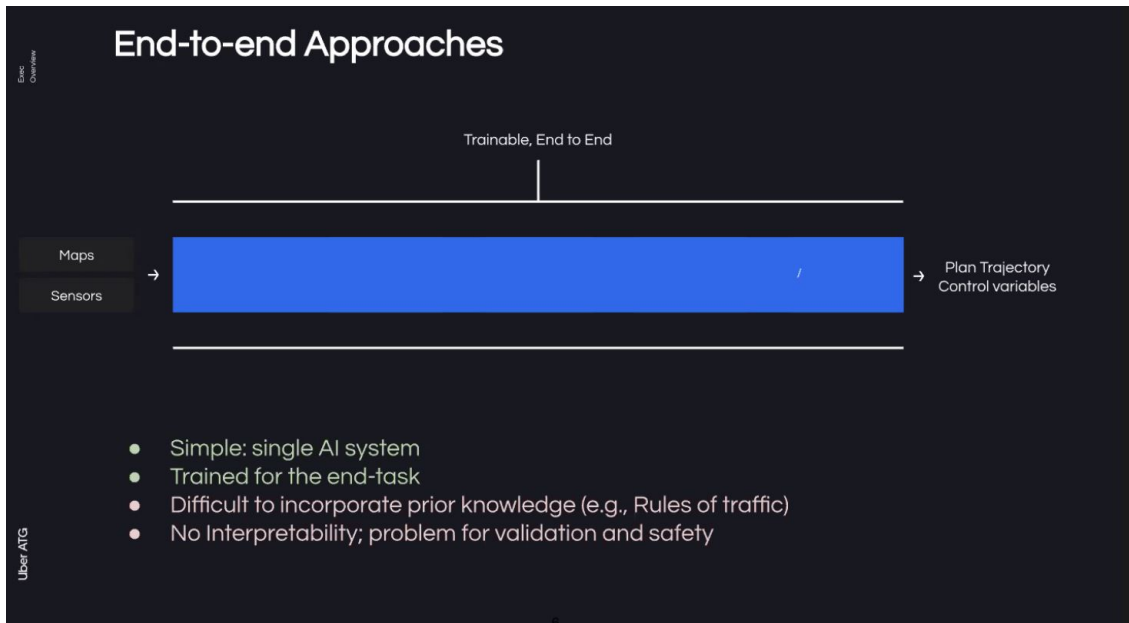 Exec
Overview
End-to-end Approaches
Trainable, End to End
Maps
Sensors
→
/
→
Plan Trajectory
Control variables
● Simple: single AI system
● Trained for the end-task
● Difficult to incorporate prior knowledge (e.g., Rules of traffic)
● No Interpretability; problem for validation and safety
Uber ATG